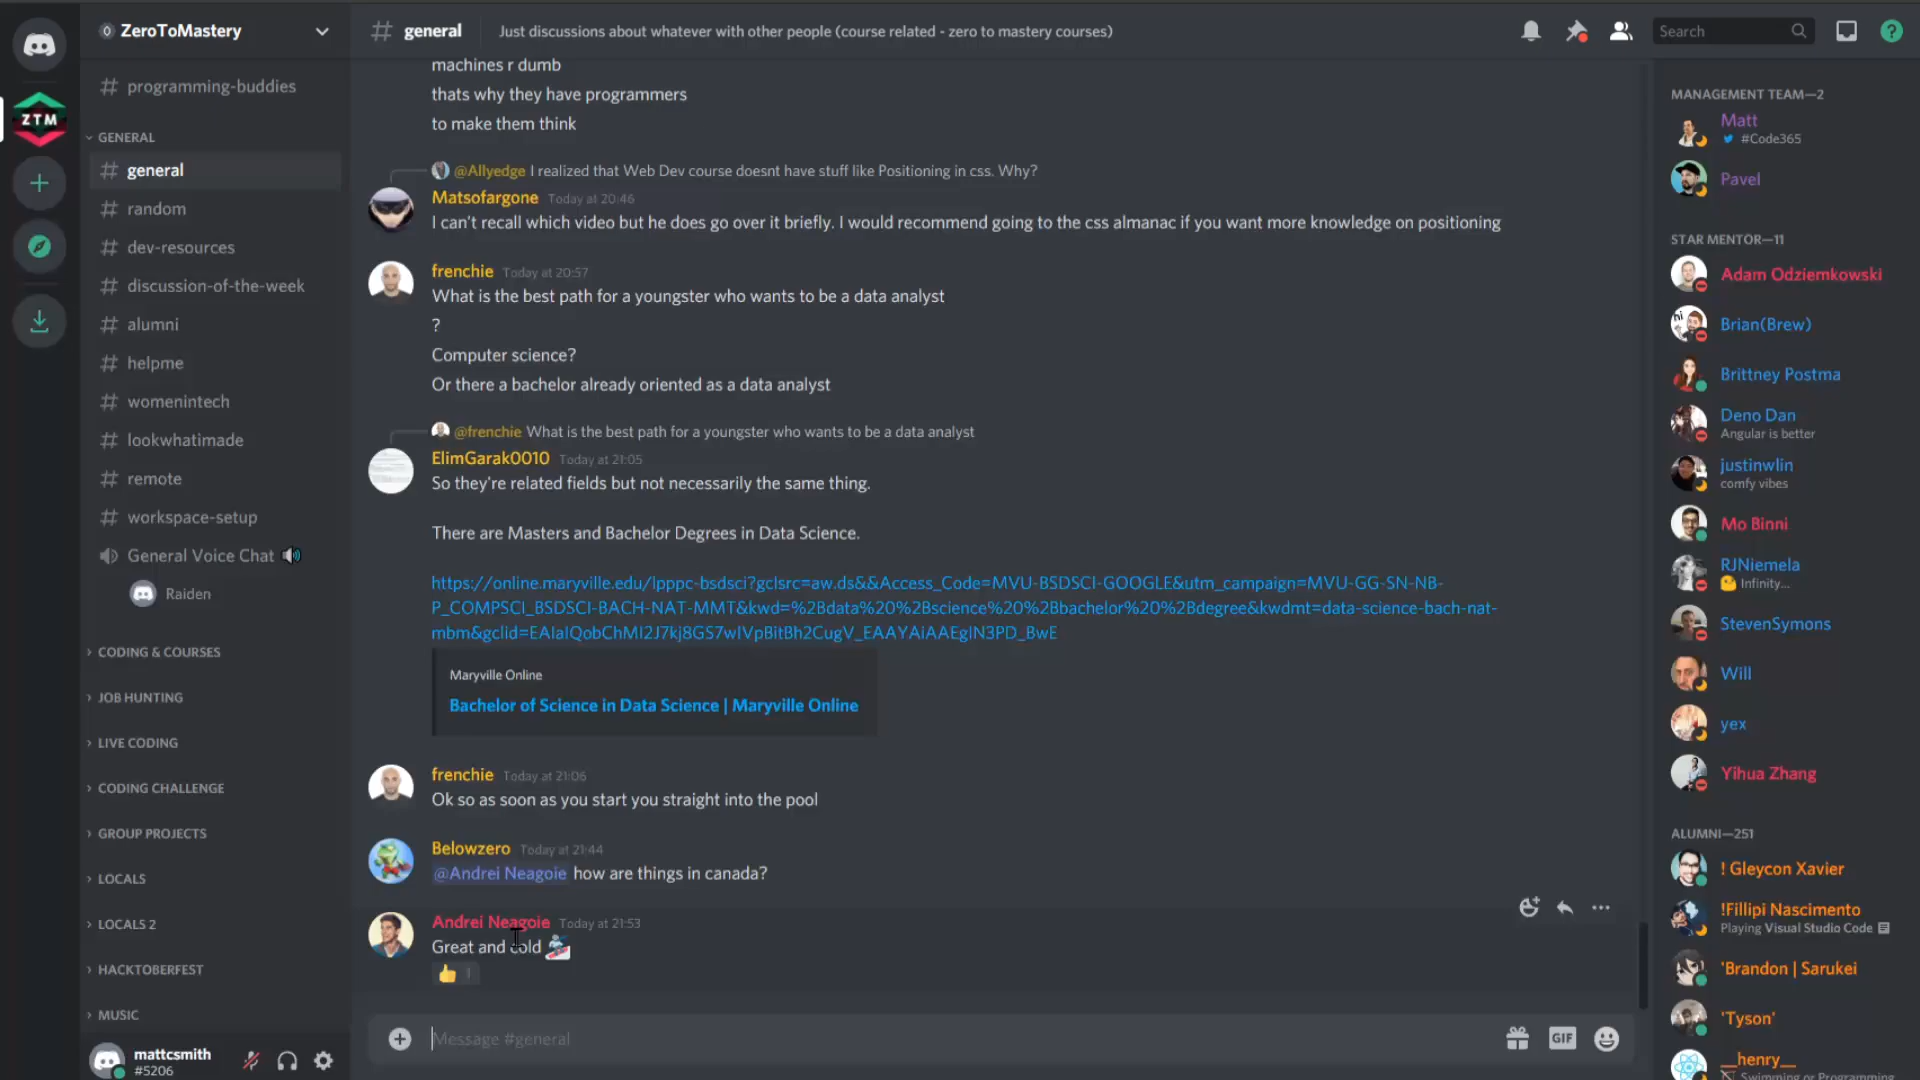 ZeroToMastery
general
Just discussions about whatever with other people (course related - zero to mastery courses)
Search
ZTM
programming-buddies
GENERAL
general
random
dev-resources
discussion-of-the-week
alumni
helpme
womenintech
lookwhatimade
remote
workspace-setup
General Voice Chat
Raiden
CODING & COURSES
JOB HUNTING
LIVE CODING
CODING CHALLENGE
GROUP PROJECTS
LOCALS
LOCALS 2
HACKTOBERFEST
MUSIC
mattcsmith
#5206
machines r dumb
thats why they have programmers
to make them think
@Allyedge I realized that Web Dev course doesnt have stuff like Positioning in css. Why?
Matsofargone Today at 20:46
I can't recall which video but he does go over it briefly. I would recommend going to the css almanac if you want more knowledge on positioning
frenchie Today at 20:57
What is the best path for a youngster who wants to be a data analyst
?
Computer science?
Or there a bachelor already oriented as a data analyst
@frenchie What is the best path for a youngster who wants to be a data analyst
ElimGarak0010 Today at 21:05
So they're related fields but not necessarily the same thing.
There are Masters and Bachelor Degrees in Data Science.
https://online.maryville.edu/lpppc-bsdsci?gclsrc=aw.ds&&Access_Code=MVU-BSDSCI-GOOGLE&utm_campaign=MVU-GG-SN-NB-
P_COMPSCI_BSDSCI-BACH-NAT-MMT&kwd=%2Bdata%20%2Bscience%20%2Bbachelor%20%2Bdegree&kwdmt=data-science-bach-nat-
mbm&gclid=EAIaIQobChMI2J7kj8GS7wIVpBitBh2CugV_EAAYAiAAEgIN3PD_BwE
Maryville Online
Bachelor of Science in Data Science | Maryville Online
frenchie Today at 21:06
Ok so as soon as you start you straight into the pool
Belowzero Today at 21:44
@Andrei Neagoie how are things in canada?
Andrei Neagoie Today at 21:53
Great and cold
👍 1
Message #general
GIF
MANAGEMENT TEAM—2
Matt
#Code365
Pavel
STAR MENTOR—11
Adam Odziemkowski
Brian(Brew)
Brittney Postma
Deno Dan
Angular is better
justinwlin
comfy vibes
Mo Binni
RJNiemela
Infinity...
StevenSymons
Will
yex
Yihua Zhang
ALUMNI—251
! Gleycon Xavier
!Fillipi Nascimento
Playing Visual Studio Code
'Brandon | Sarukei
'Tyson'
__henry__
Swimming or Programming